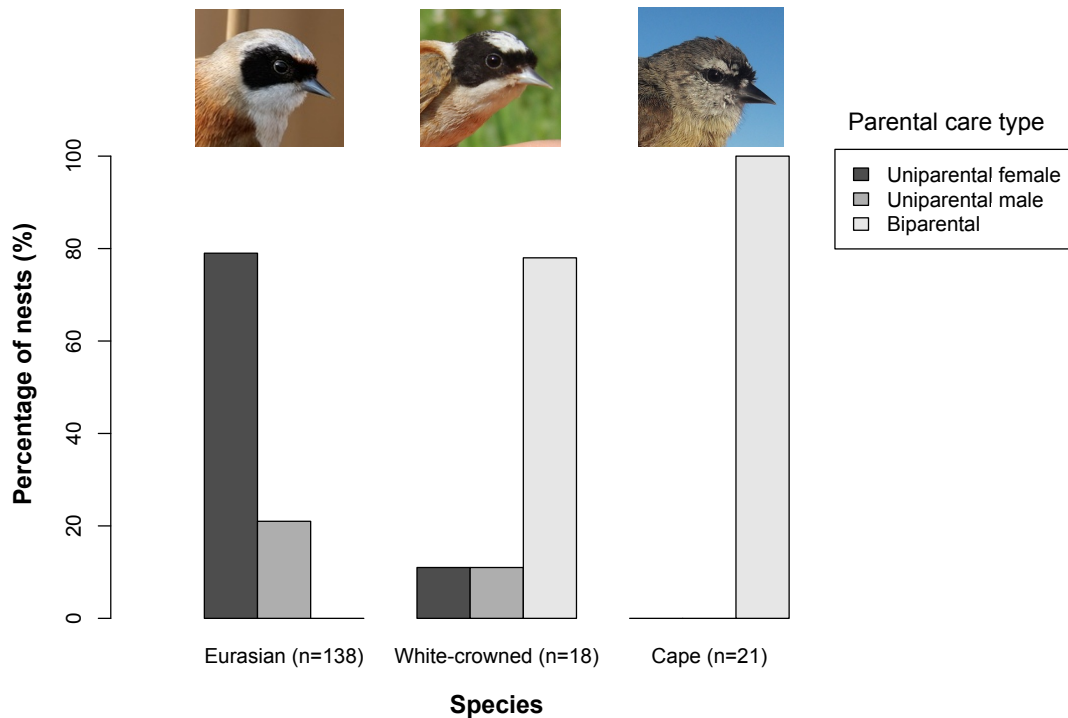 Parental care type
Uniparental female
Uniparental male
Biparental
Percentage of nests (%)
100
80
60
40
20
0
Eurasian (n=138)
White-crowned (n=18)
Cape (n=21)
Species